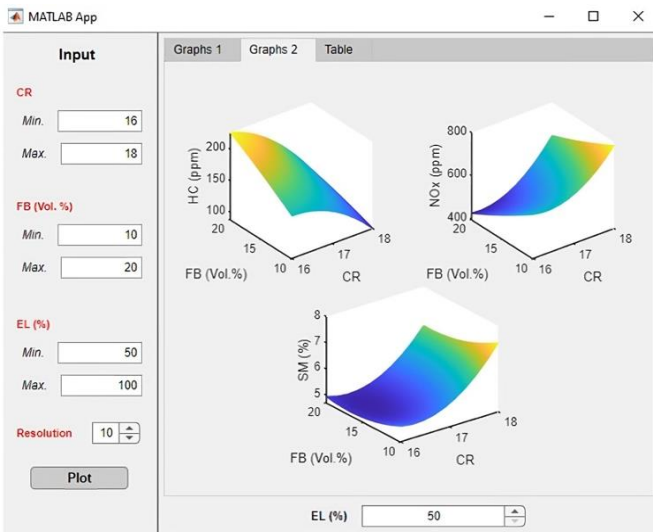 MATLAB App
Input
CR
Min. 16
Max. 18
FB (Vol. %)
Min. 10
Max. 20
EL (%)
Min. 50
Max. 100
Resolution 10
Plot
Graphs 1 Graphs 2 Table
HC (ppm)
200
150
100
20
15
10
FB (Vol.%)
16
17
18
CR
NOx (ppm)
800
600
400
20
15
10
FB (Vol.%)
16
17
18
CR
SM (%)
8
7
6
5
20
15
10
FB (Vol.%)
16
17
18
CR
EL (%) 50